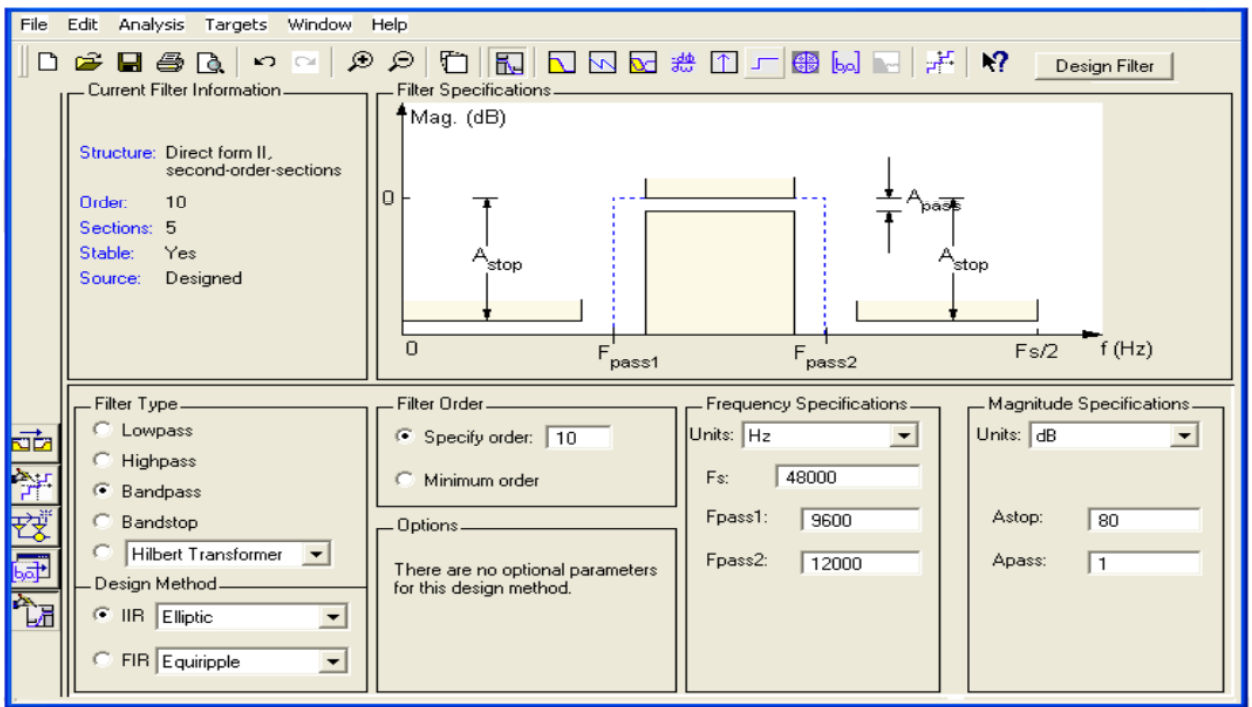 File Edit Analysis Targets Window Help
Design Filter
Current Filter Information
Structure: Direct form II,
second-order-sections
Order: 10
Sections: 5
Stable: Yes
Source: Designed
Filter Specifications
Mag. (dB)
0
Astop
Apass
Astop
0
Fpass1
Fpass2
Fs/2
f (Hz)
Filter Type
Lowpass
Highpass
Bandpass
Bandstop
Hilbert Transformer
Design Method
IIR Elliptic
FIR Equiripple
Filter Order
Specify order: 10
Minimum order
Options
There are no optional parameters
for this design method.
Frequency Specifications
Units: Hz
Fs: 48000
Fpass1: 9600
Fpass2: 12000
Magnitude Specifications
Units: dB
Astop: 80
Apass: 1